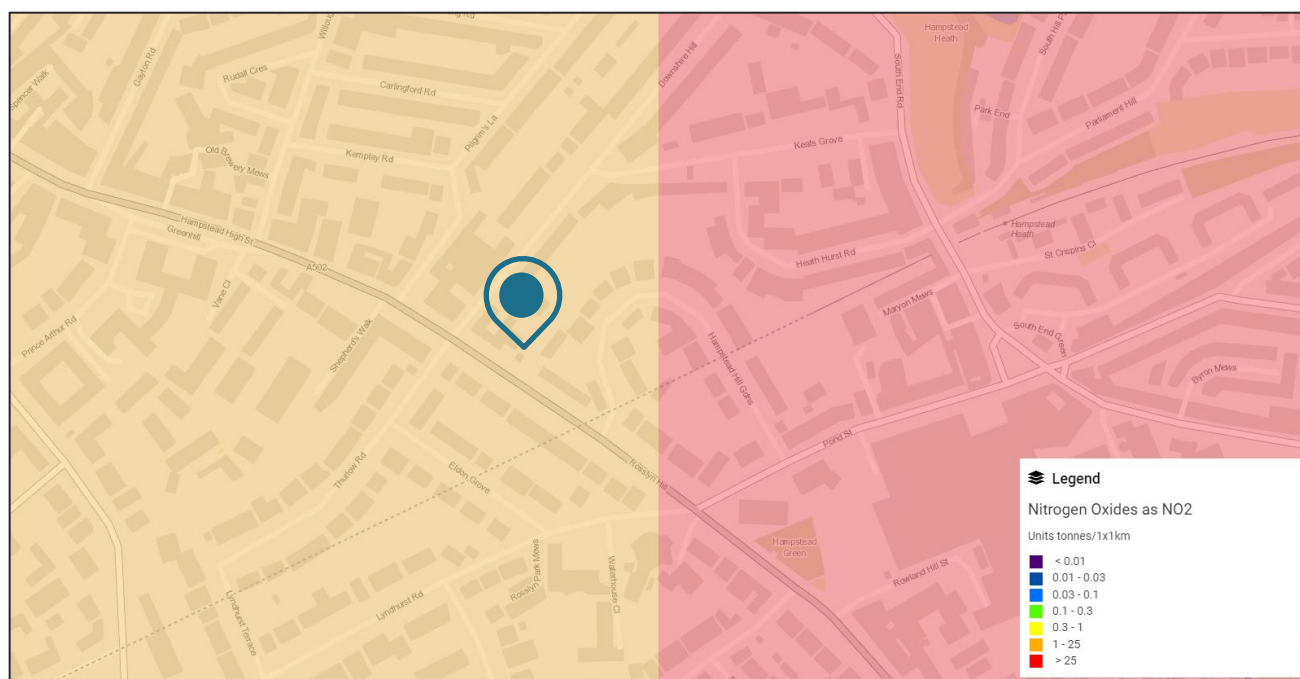 Gayton Rd
Rudall Cres
Carlingford Rd
Spencer Walk
Old Brewery Mews
Kemplay Rd
Pilgrim's La
Hampstead High St
Greenhill
A502
Vane Cl
Prince Arthur Rd
Shepherd's Walk
Thurlow Rd
Eldon Grove
Rosslyn Hill
Lyndhurst Rd
Lyndhurst Terrace
Rosslyn Park Mews
Waterhouse Cl
Downshire Hill
South End Rd
Hampstead
Heath
Park End
Parliament Hill
Keats Grove
Hampstead
Heath
St Crispins Cl
Heath Hurst Rd
Maryon Mews
South End Green
Hampstead Hill Gdns
Byron Mews
Pond St
Hampstead
Green
Rowland Hill St
Legend
Nitrogen Oxides as NO2
Units tonnes/1x1km
< 0.01
0.01 - 0.03
0.03 - 0.1
0.1 - 0.3
0.3 - 1
1 - 25
> 25